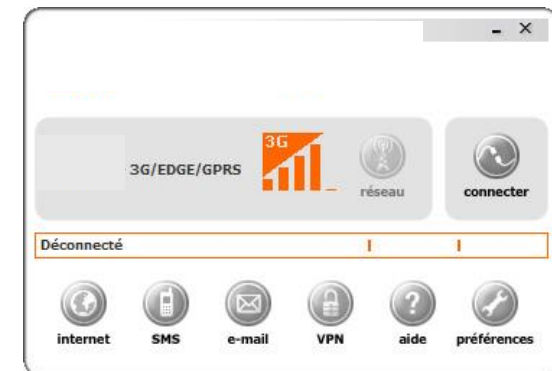 3G
3G/EDGE/GPRS
réseau
connecter
Déconnecté
internet SMS e-mail VPN aide préférences